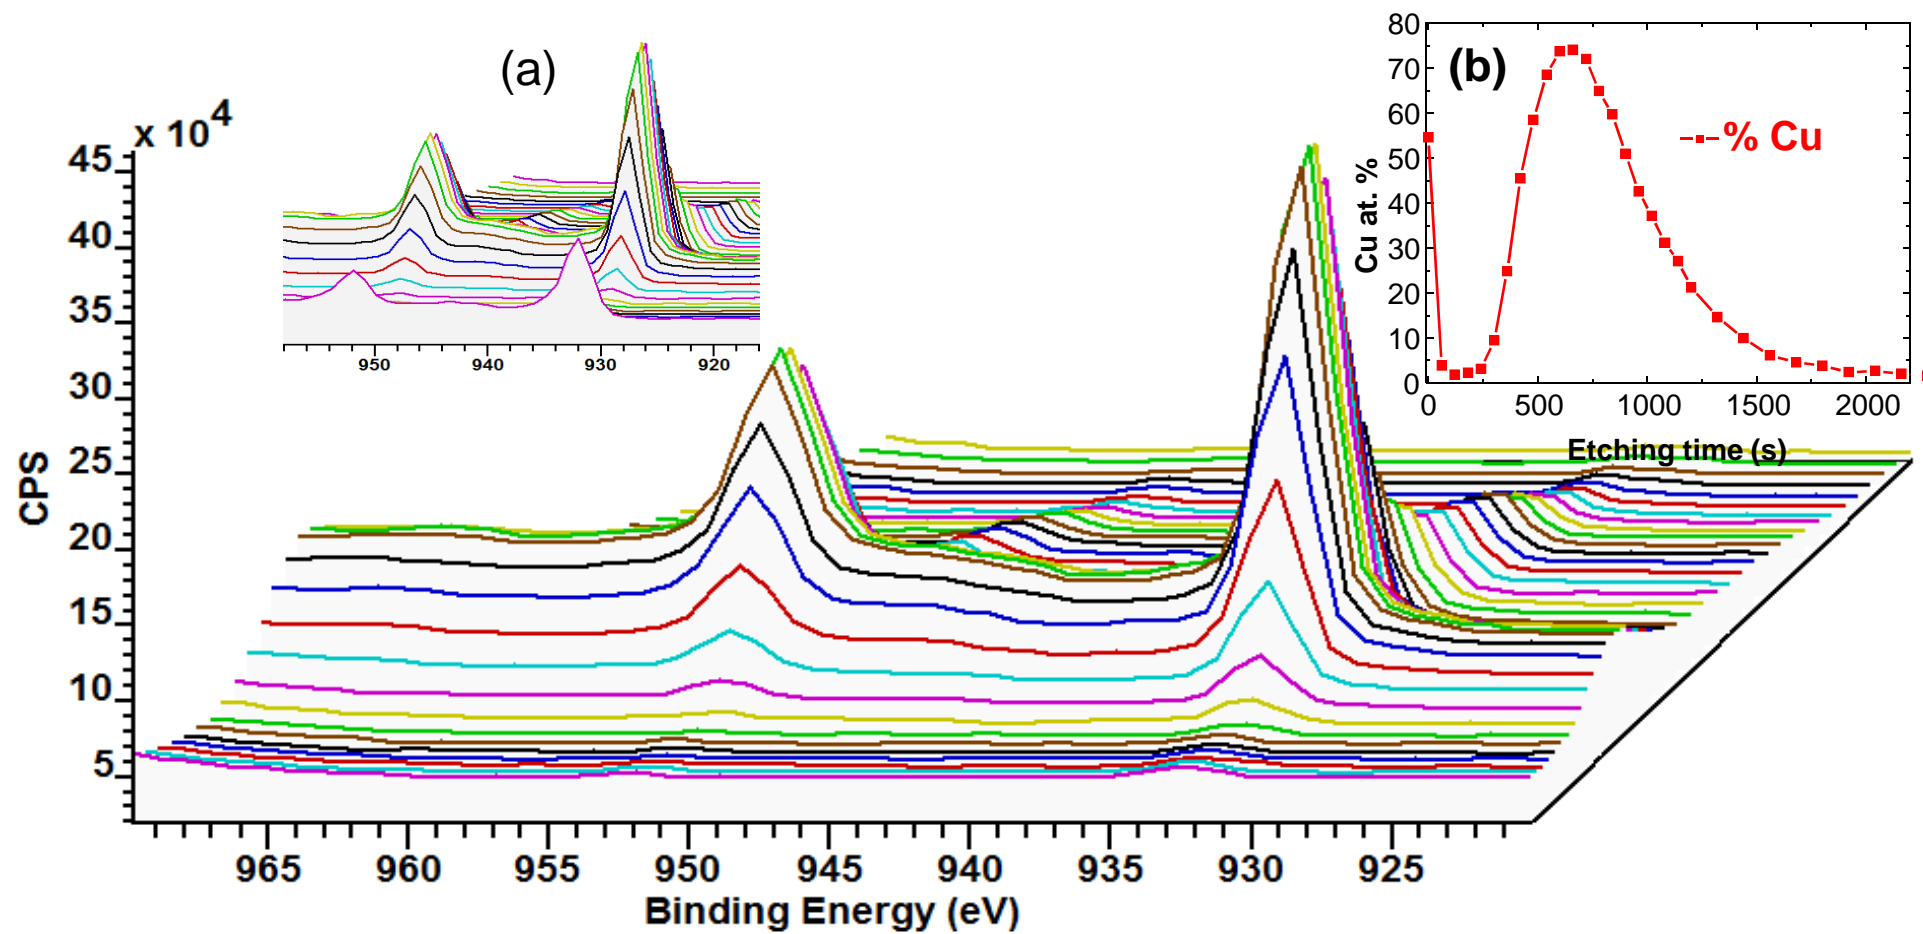 (a)
x 10⁴
45
40
35
30
25
20
15
10
5
CPS
965 960 955 950 945 940 935 930 925
Binding Energy (eV)
950 940 930 920
(b)
% Cu
80
70
60
50
40
30
20
10
0
Cu at. %
0 500 1000 1500 2000
Etching time (s)